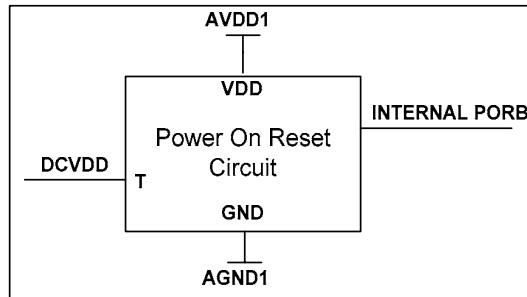 AVDD1
VDD
INTERNAL PORB
Power On Reset
Circuit
DCVDD
T
GND
AGND1